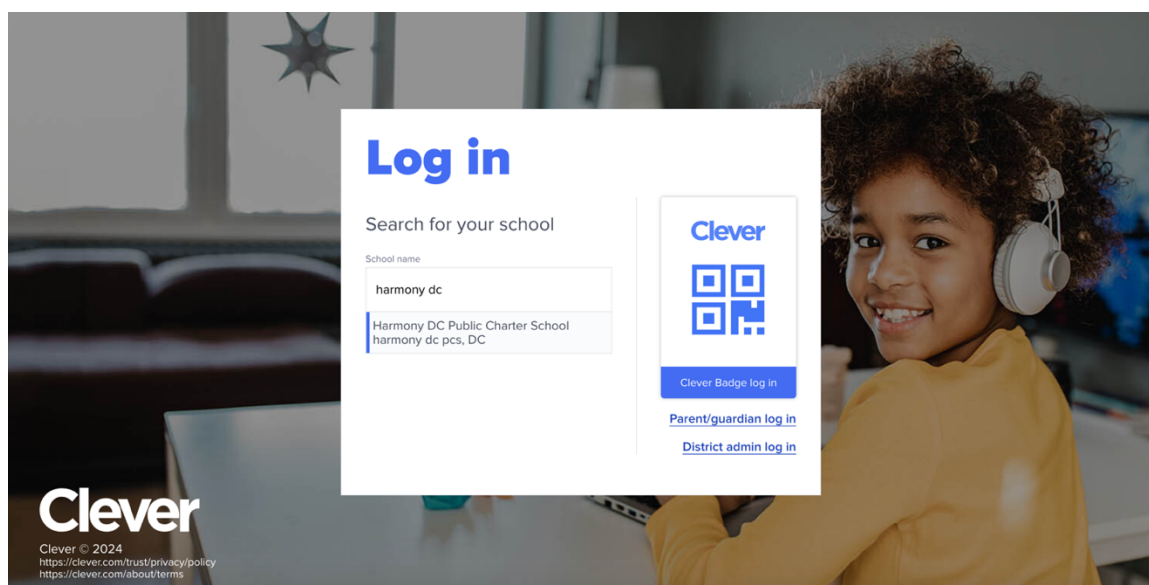 Log in
Search for your school
School name
harmony dc
Harmony DC Public Charter School
harmony dc pcs, DC
Clever
Clever Badge log in
Parent/guardian log in
District admin log in
Clever
Clever © 2024
https://clever.com/trust/privacy/policy
https://clever.com/about/terms